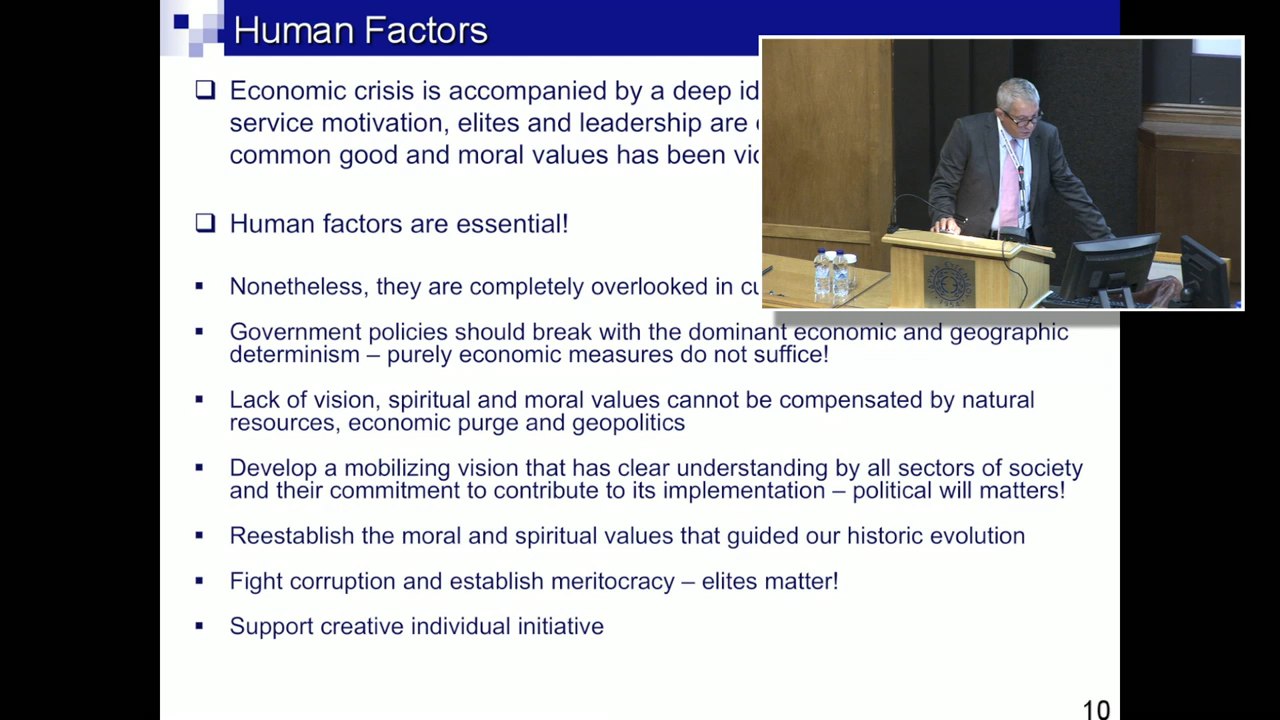 Human Factors
❑ Economic crisis is accompanied by a deep
service motivation, elites and leadership are
common good and moral values has been
❑ Human factors are essential!
▪ Nonetheless, they are completely overlooked in
▪ Government policies should break with the dominant economic and geographic
determinism – purely economic measures do not suffice!
▪ Lack of vision, spiritual and moral values cannot be compensated by natural
resources, economic purge and geopolitics
▪ Develop a mobilizing vision that has clear understanding by all sectors of society
and their commitment to contribute to its implementation – political will matters!
▪ Reestablish the moral and spiritual values that guided our historic evolution
▪ Fight corruption and establish meritocracy – elites matter!
▪ Support creative individual initiative
10